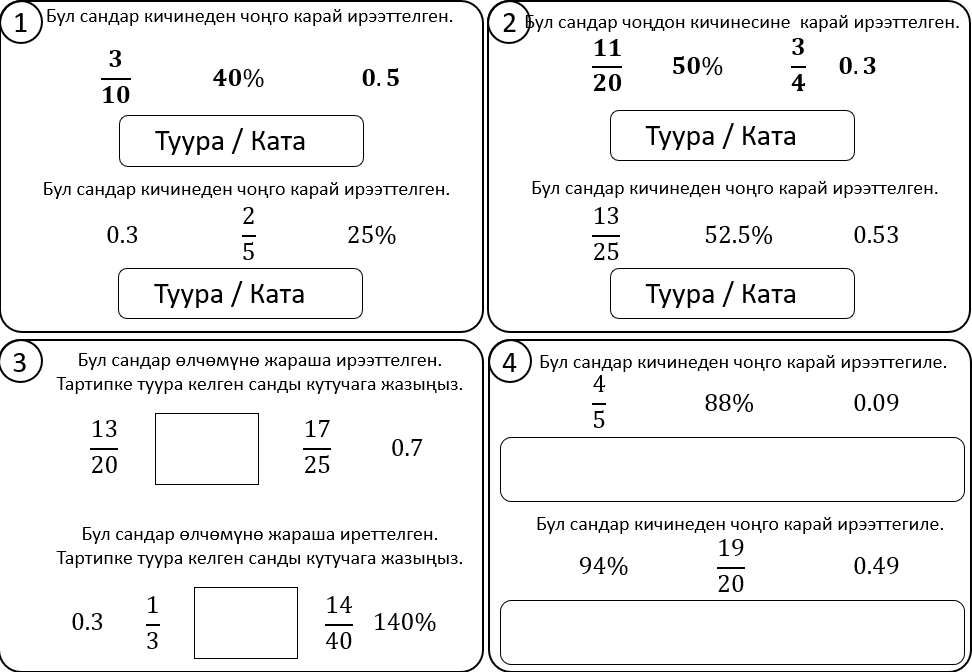 1 Бул сандар кичинеден чоңго карай ирээттелген.
3/10 40% 0.5
Туура / Ката
Бул сандар кичинеден чоңго карай ирээттелген.
0.3 2/5 25%
Туура / Ката
2 Бул сандар чоңдон кичинесине карай ирээттелген.
11/20 50% 3/4 0.3
Туура / Ката
Бул сандар кичинеден чоңго карай ирээттелген.
13/25 52.5% 0.53
Туура / Ката
3 Бул сандар өлчөмүнө жараша ирээттелген.
Тартипке туура келген санды кутучага жазыңыз.
13/20 17/25 0.7
Бул сандар өлчөмүнө жараша иреттелген.
Тартипке туура келген санды кутучага жазыңыз.
0.3 1/3 14/40 140%
4 Бул сандар кичинеден чоңго карай ирээттегиле.
4/5 88% 0.09
Бул сандар кичинеден чоңго карай ирээттегиле.
94% 19/20 0.49